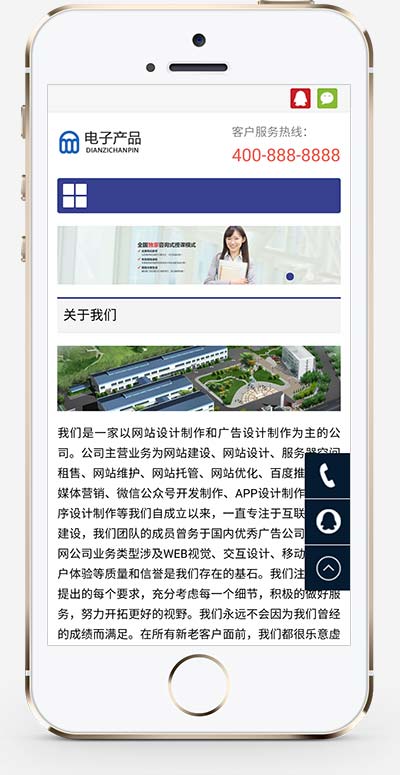 电子产品
DIANZICHANPIN
客户服务热线：
400-888-8888
全国独家咨询式授课模式
关于我们
我们是一家以网站设计制作和广告设计制作为主的公
司。公司主营业务为网站建设、网站设计、服务器空间
租售、网站维护、网站托管、网站优化、百度推
媒体营销、微信公众号开发制作、APP设计制作
序设计制作等我们自成立以来，一直专注于互联
建设，我们团队的成员曾务于国内优秀广告公司
网公司业务类型涉及WEB视觉、交互设计、移动
户体验等质量和信誉是我们存在的基石。我们注
提出的每个要求，充分考虑每一个细节，积极的做好服
务，努力开拓更好的视野。我们永远不会因为我们曾经
的成绩而满足。在所有新老客户面前，我们都很乐意虚